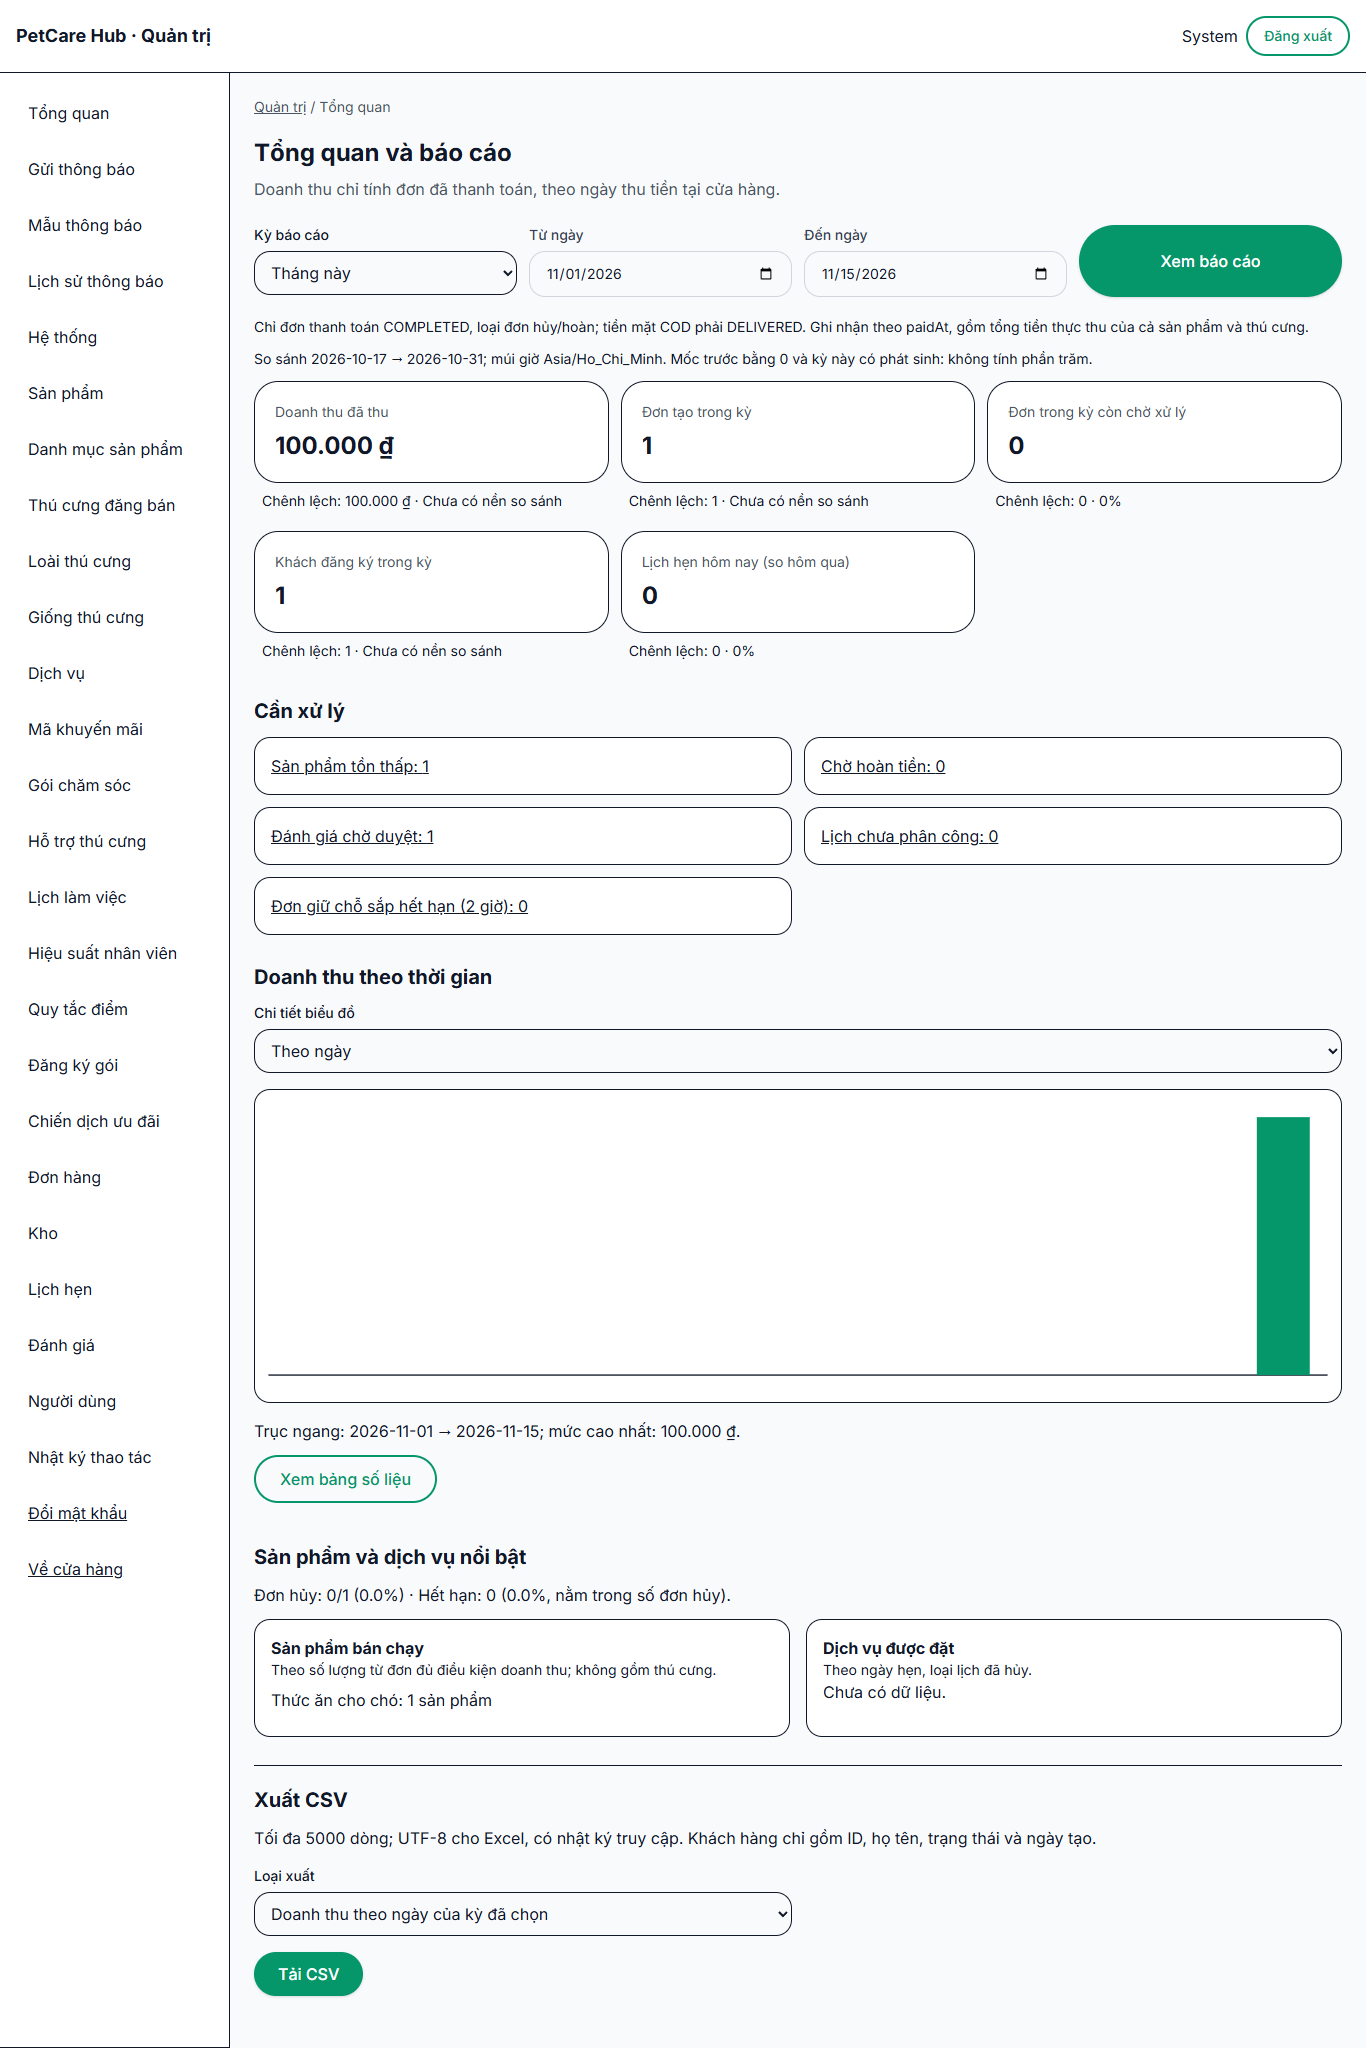 PetCare Hub · Quản trị
System
Đăng xuất
Tổng quan
Gửi thông báo
Mẫu thông báo
Lịch sử thông báo
Hệ thống
Sản phẩm
Danh mục sản phẩm
Thú cưng đăng bán
Loài thú cưng
Giống thú cưng
Dịch vụ
Mã khuyến mãi
Gói chăm sóc
Hỗ trợ thú cưng
Lịch làm việc
Hiệu suất nhân viên
Quy tắc điểm
Đăng ký gói
Chiến dịch ưu đãi
Đơn hàng
Kho
Lịch hẹn
Đánh giá
Người dùng
Nhật ký thao tác
Đổi mật khẩu
Về cửa hàng
Quản trị / Tổng quan
Tổng quan và báo cáo
Doanh thu chỉ tính đơn đã thanh toán, theo ngày thu tiền tại cửa hàng.
Kỳ báo cáo
Tháng này
Từ ngày
11/01/2026
Đến ngày
11/15/2026
Xem báo cáo
Chỉ đơn thanh toán COMPLETED, loại đơn hủy/hoàn; tiền mặt COD phải DELIVERED. Ghi nhận theo paidAt, gồm tổng tiền thực thu của cả sản phẩm và thú cưng.
So sánh 2026-10-17 → 2026-10-31; múi giờ Asia/Ho_Chi_Minh. Mốc trước bằng 0 và kỳ này có phát sinh: không tính phần trăm.
Doanh thu đã thu
100.000 ₫
Chênh lệch: 100.000 ₫ · Chưa có nền so sánh
Đơn tạo trong kỳ
1
Chênh lệch: 1 · Chưa có nền so sánh
Đơn trong kỳ còn chờ xử lý
0
Chênh lệch: 0 · 0%
Khách đăng ký trong kỳ
1
Chênh lệch: 1 · Chưa có nền so sánh
Lịch hẹn hôm nay (so hôm qua)
0
Chênh lệch: 0 · 0%
Cần xử lý
Sản phẩm tồn thấp: 1
Chờ hoàn tiền: 0
Đánh giá chờ duyệt: 1
Lịch chưa phân công: 0
Đơn giữ chỗ sắp hết hạn (2 giờ): 0
Doanh thu theo thời gian
Chi tiết biểu đồ
Theo ngày
Trục ngang: 2026-11-01 → 2026-11-15; mức cao nhất: 100.000 ₫.
Xem bảng số liệu
Sản phẩm và dịch vụ nổi bật
Đơn hủy: 0/1 (0.0%) · Hết hạn: 0 (0.0%, nằm trong số đơn hủy).
Sản phẩm bán chạy
Theo số lượng từ đơn đủ điều kiện doanh thu; không gồm thú cưng.
Thức ăn cho chó: 1 sản phẩm
Dịch vụ được đặt
Theo ngày hẹn, loại lịch đã hủy.
Chưa có dữ liệu.
Xuất CSV
Tối đa 5000 dòng; UTF-8 cho Excel, có nhật ký truy cập. Khách hàng chỉ gồm ID, họ tên, trạng thái và ngày tạo.
Loại xuất
Doanh thu theo ngày của kỳ đã chọn
Tải CSV